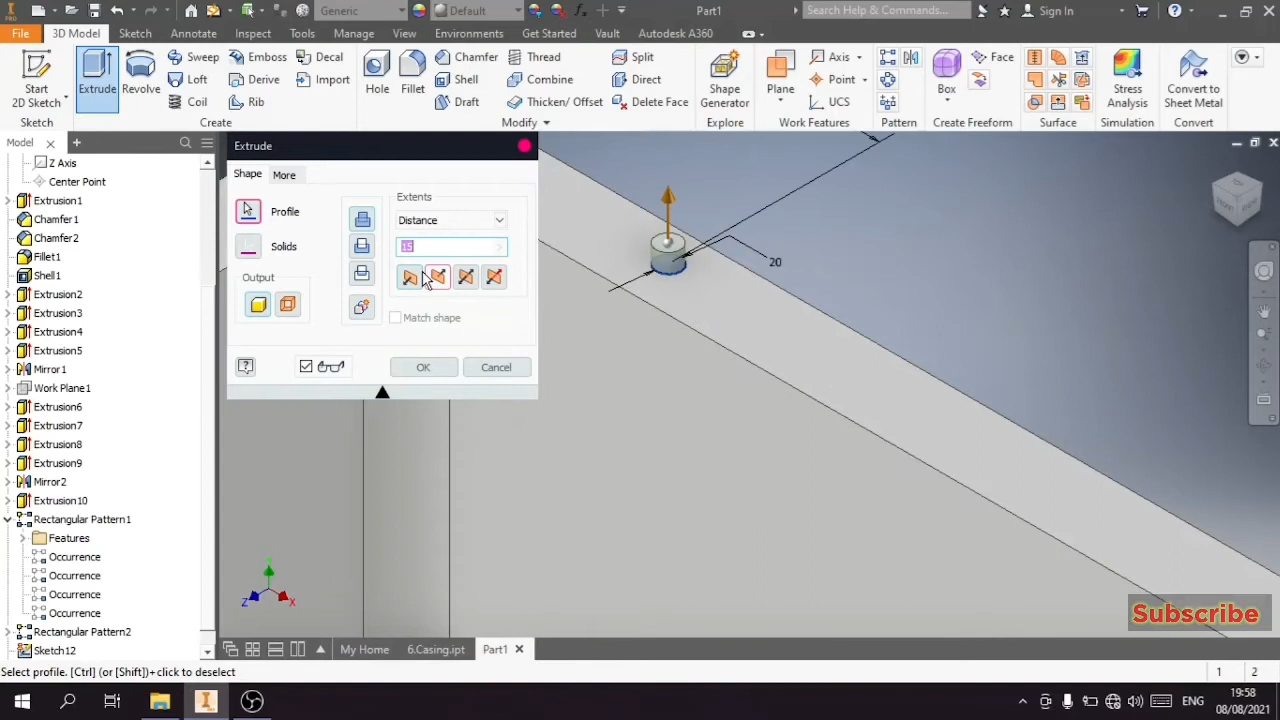 PRO
Generic
Default
Part1
Search Help & Commands...
Sign In
File
3D Model
Sketch
Annotate
Inspect
Tools
Manage
View
Environments
Get Started
Vault
Autodesk A360
Start
2D Sketch
Extrude
Revolve
Sweep
Emboss
Decal
Loft
Derive
Import
Coil
Rib
Hole
Fillet
Chamfer
Thread
Split
Shell
Combine
Direct
Draft
Thicken/ Offset
Delete Face
Shape
Generator
Plane
Axis
Point
UCS
Box
Face
Stress
Analysis
Convert to
Sheet Metal
Sketch
Create
Modify
Explore
Work Features
Pattern
Create Freeform
Surface
Simulation
Convert
Model
Z Axis
Center Point
Extrusion1
Chamfer1
Chamfer2
Fillet1
Shell1
Extrusion2
Extrusion3
Extrusion4
Extrusion5
Mirror1
Work Plane1
Extrusion6
Extrusion7
Extrusion8
Extrusion9
Mirror2
Extrusion10
Rectangular Pattern1
Features
Occurrence
Occurrence
Occurrence
Occurrence
Rectangular Pattern2
Sketch12
Extrude
Shape
More
Profile
Solids
Output
Extents
Distance
15
Match shape
OK
Cancel
20
Y
Z
X
Subscribe
My Home
6.Casing.ipt
Part1
Select profile. [Ctrl] (or [Shift])+ click to deselect
1
2
ENG
19:58
08/08/2021